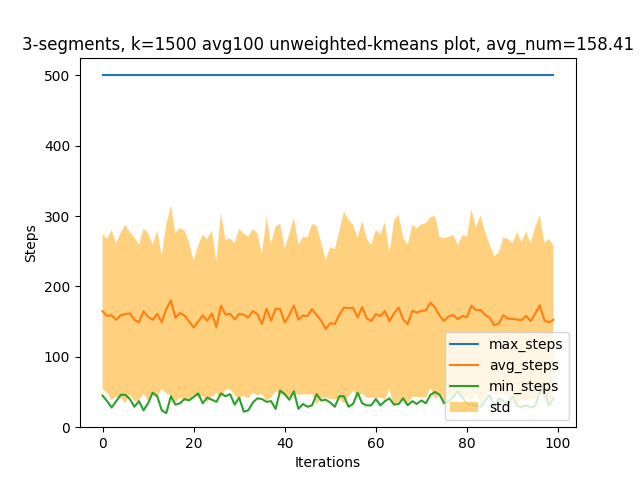 3-segments, k=1500 avg100 unweighted-kmeans plot, avg_num=158.41
500
400
300
200
100
0
Steps
max_steps
avg_steps
min_steps
std
0 20 40 60 80 100
Iterations